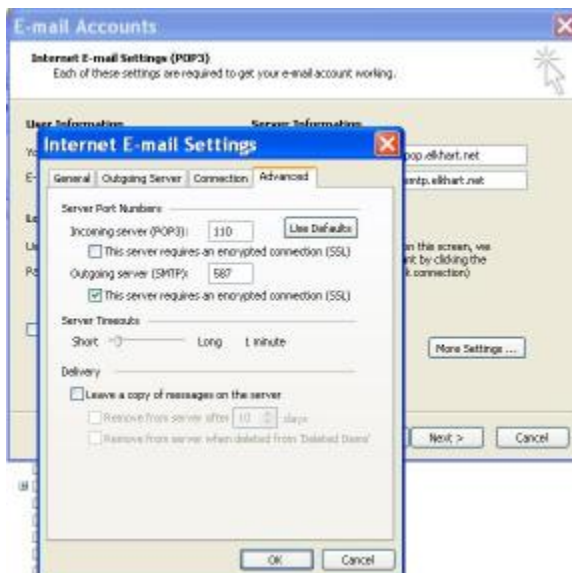 E-mail Accounts
Internet E-mail Settings (POP3)
Each of these settings are required to get your e-mail account working.
User Information
Server Information
Internet E-mail Settings
pop.elkhart.net
smtp.elkhart.net
General
Outgoing Server
Connection
Advanced
Server Port Numbers
Incoming server (POP3):
110
Use Defaults
This server requires an encrypted connection (SSL)
on this screen, we
Outgoing server (SMTP):
587
nt by clicking the
k connection)
This server requires an encrypted connection (SSL)
Server Timeouts
Short
Long
1 minute
More Settings ...
Delivery
Leave a copy of messages on the server
Remove from server after
10
days
Remove from server when deleted from 'Deleted Items'
Next >
Cancel
OK
Cancel